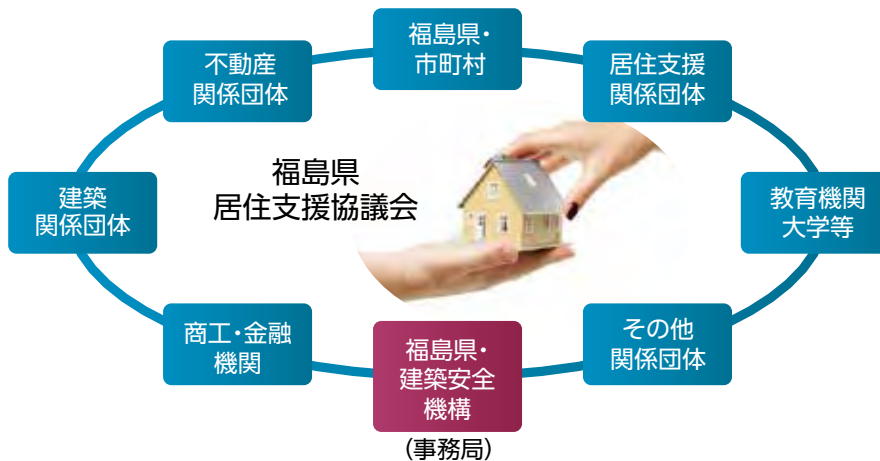 福島県・
市町村
不動産
関係団体
居住支援
関係団体
福島県
居住支援協議会
建築
関係団体
教育機関
大学等
商工・金融
機関
福島県・
建築安全
機構
その他
関係団体
(事務局)